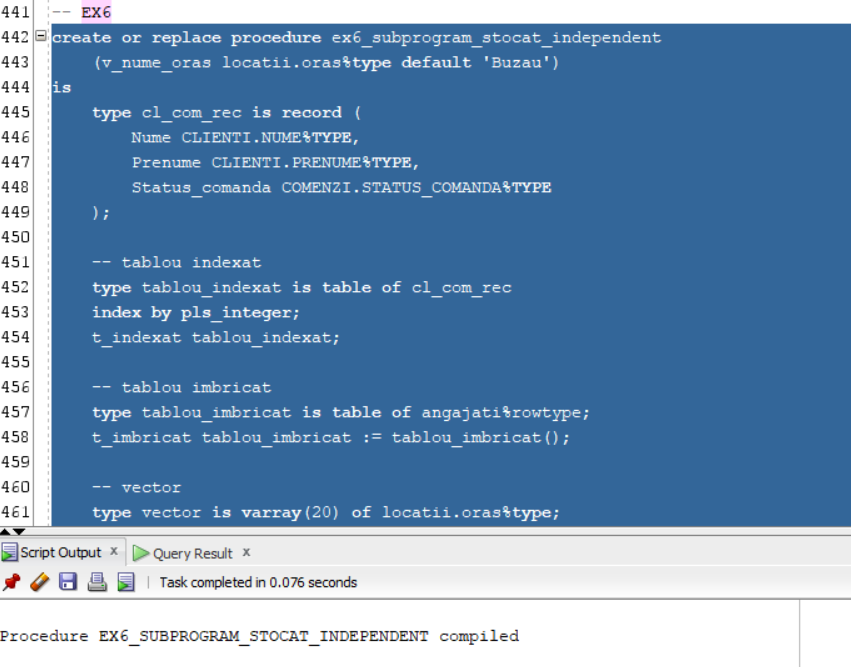 441 -- EX6
442 create or replace procedure ex6_subprogram_stocat_independent
443 (v_nume_oras locatii.oras%type default 'Buzau')
444 is
445 type cl_com_rec is record (
446 Nume CLIENTI.NUME%TYPE,
447 Prenume CLIENTI.PRENUME%TYPE,
448 Status_comanda COMENZI.STATUS_COMANDA%TYPE
449 );
450
451 -- tablou indexat
452 type tablou_indexat is table of cl_com_rec
453 index by pls_integer;
454 t_indexat tablou_indexat;
455
456 -- tablou imbricat
457 type tablou_imbricat is table of angajati%rowtype;
458 t_imbricat tablou_imbricat := tablou_imbricat();
459
460 -- vector
461 type vector is varray(20) of locatii.oras%type;
Script Output x Query Result x
Task completed in 0.076 seconds
Procedure EX6_SUBPROGRAM_STOCAT_INDEPENDENT compiled